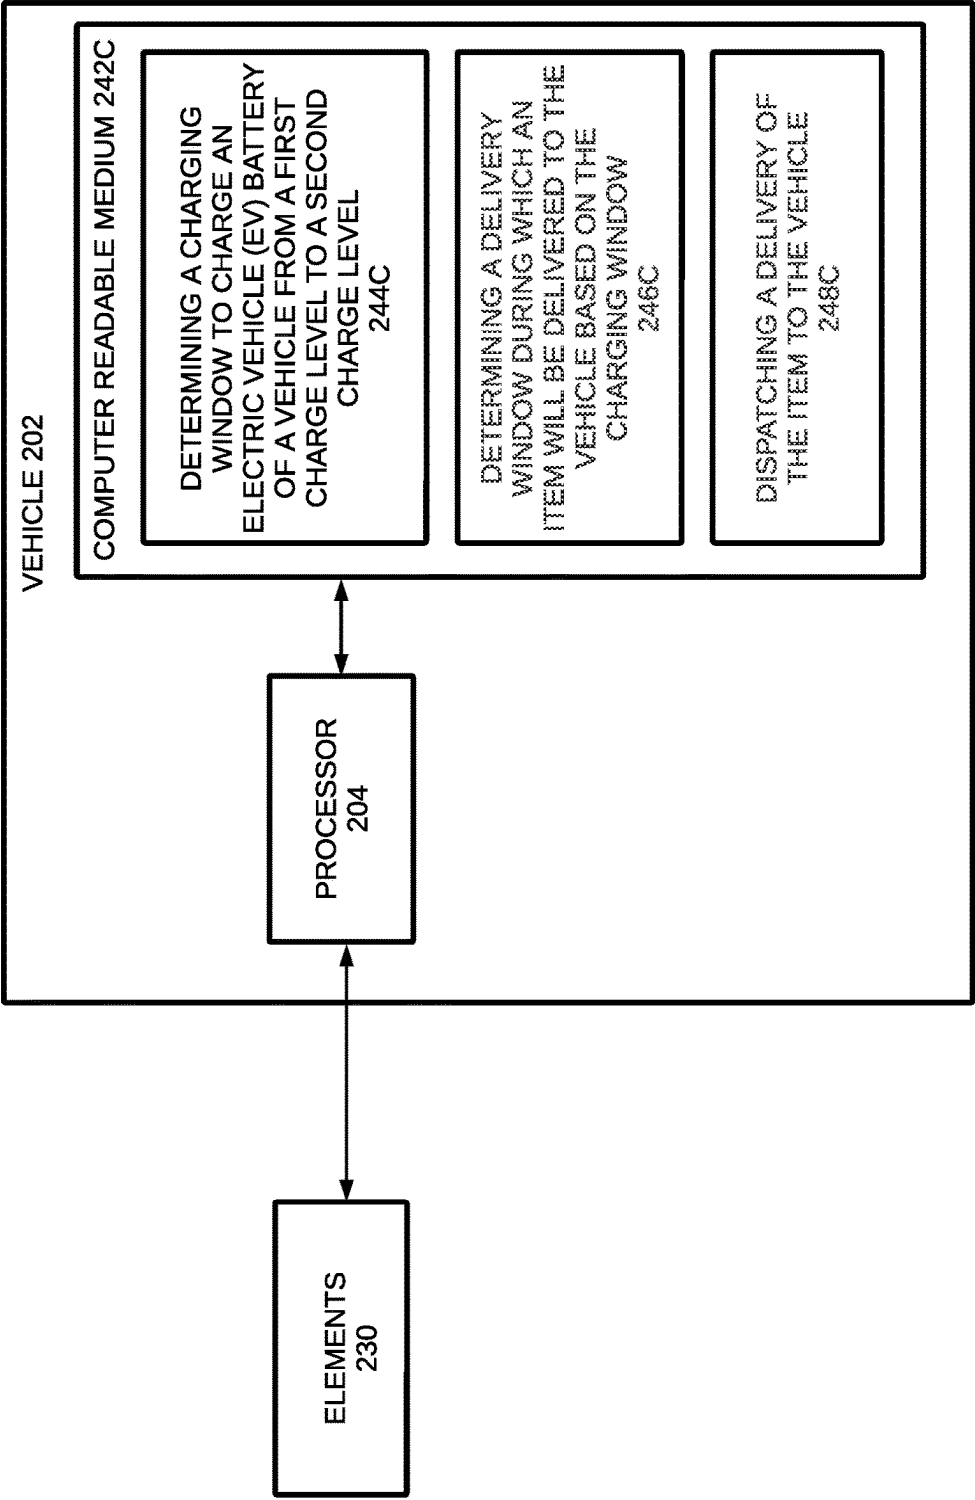 VEHICLE 202
COMPUTER READABLE MEDIUM 242C
DETERMINING A CHARGING
WINDOW TO CHARGE AN
ELECTRIC VEHICLE (EV) BATTERY
OF A VEHICLE FROM A FIRST
CHARGE LEVEL TO A SECOND
CHARGE LEVEL
244C
DETERMINING A DELIVERY
WINDOW DURING WHICH AN
ITEM WILL BE DELIVERED TO THE
VEHICLE BASED ON THE
CHARGING WINDOW
246C
DISPATCHING A DELIVERY OF
THE ITEM TO THE VEHICLE
248C
PROCESSOR
204
ELEMENTS
230